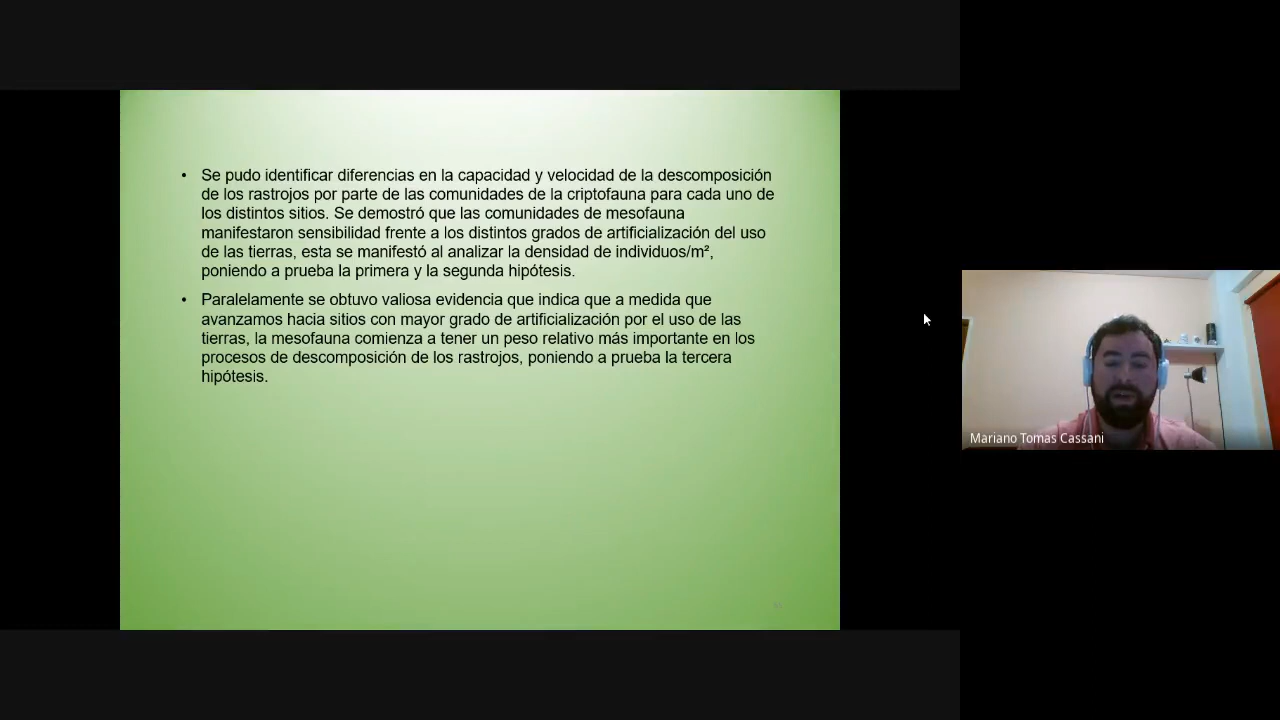 • Se pudo identificar diferencias en la capacidad y velocidad de la descomposición
de los rastrojos por parte de las comunidades de la criptofauna para cada uno de
los distintos sitios. Se demostró que las comunidades de mesofauna
manifestaron sensibilidad frente a los distintos grados de artificialización del uso
de las tierras, esta se manifestó al analizar la densidad de individuos/m²,
poniendo a prueba la primera y la segunda hipótesis.
• Paralelamente se obtuvo valiosa evidencia que indica que a medida que
avanzamos hacia sitios con mayor grado de artificialización por el uso de las
tierras, la mesofauna comienza a tener un peso relativo más importante en los
procesos de descomposición de los rastrojos, poniendo a prueba la tercera
hipótesis.
Mariano Tomas Cassani